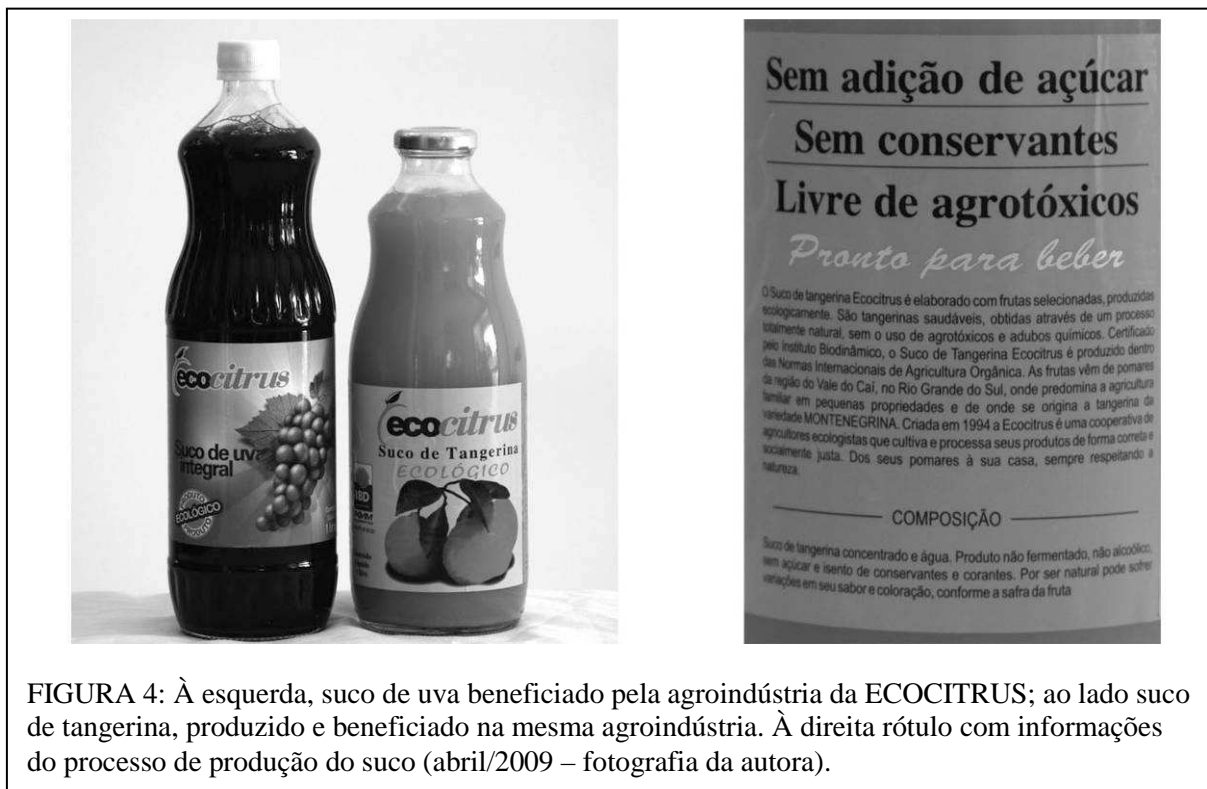 ecocitrus
Suco de uva
integral
PRODUTO
ECOLÓGICO
PRODUTO
ecocitrus
Suco de Tangerina
ECOLÓGICO
IBD
Sem adição de açúcar
Sem conservantes
Livre de agrotóxicos
Pronto para beber
O Suco de tangerina Ecocitrus é elaborado com frutas selecionadas, produzidas
ecologicamente. São tangerinas saudáveis, obtidas através de um processo
totalmente natural, sem o uso de agrotóxicos e adubos químicos. Certificado
pelo Instituto Biodinâmico, o Suco de Tangerina Ecocitrus é produzido dentro
das Normas Internacionais de Agricultura Orgânica. As frutas vêm de pomares
da região do Vale do Caí, no Rio Grande do Sul, onde predomina a agricultura
familiar em pequenas propriedades e de onde se origina a tangerina da
variedade MONTENEGRINA. Criada em 1994 a Ecocitrus é uma cooperativa de
agricultores ecologistas que cultiva e processa seus produtos de forma correta e
socialmente justa. Dos seus pomares à sua casa, sempre respeitando a
natureza.
COMPOSIÇÃO
Suco de tangerina concentrado e água. Produto não fermentado, não alcoólico,
sem açúcar e isento de conservantes e corantes. Por ser natural pode sofrer
variações em seu sabor e coloração, conforme a safra da fruta
FIGURA 4: À esquerda, suco de uva beneficiado pela agroindústria da ECOCITRUS; ao lado suco
de tangerina, produzido e beneficiado na mesma agroindústria. À direita rótulo com informações
do processo de produção do suco (abril/2009 – fotografia da autora).